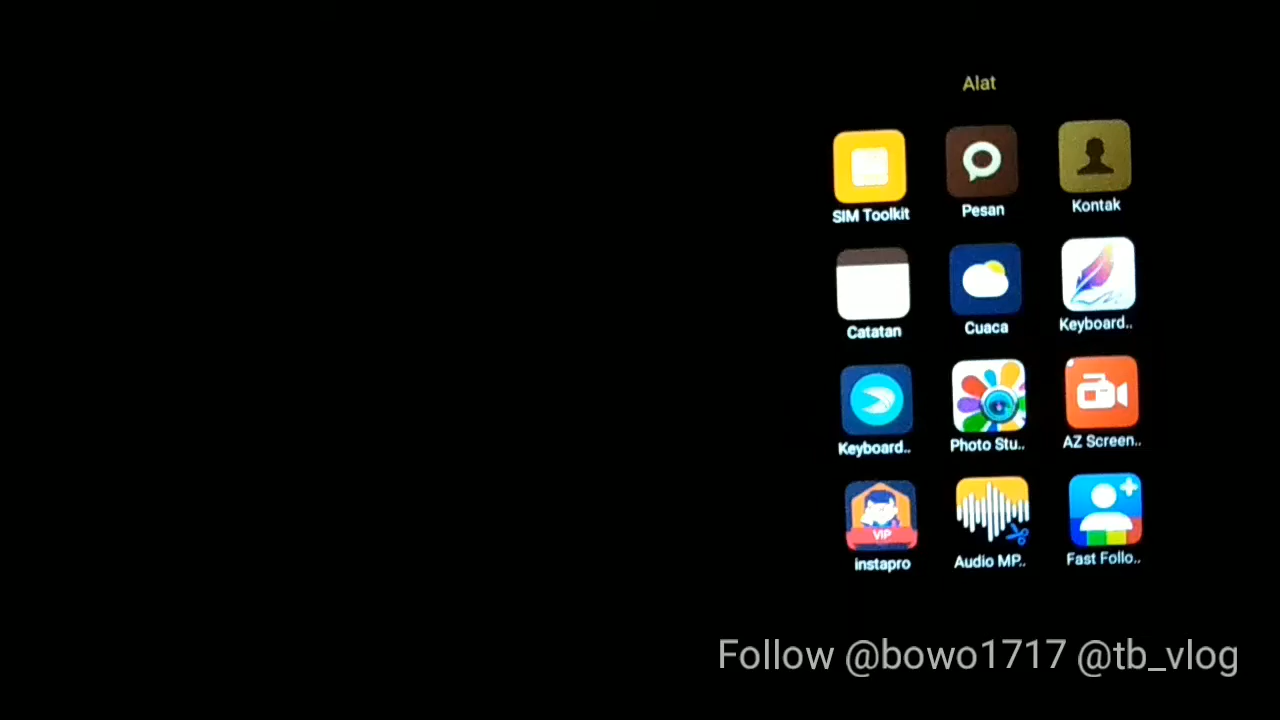 Alat
SIM Toolkit
Pesan
Kontak
Catatan
Cuaca
Keyboard..
Keyboard..
Photo Stu..
AZ Screen..
VIP
instapro
Audio MP..
Fast Follo..
Follow @bowo1717 @tb_vlog